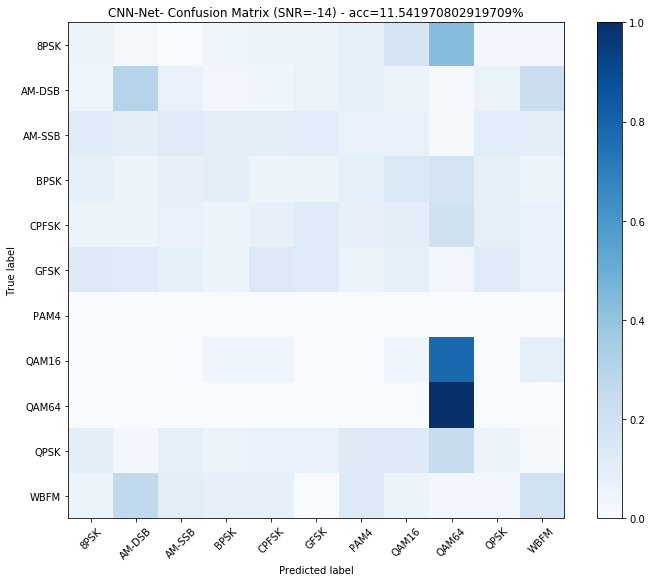 CNN-Net- Confusion Matrix (SNR=-14) - acc=11.541970802919709%
True label
8PSK
AM-DSB
AM-SSB
BPSK
CPFSK
GFSK
PAM4
QAM16
QAM64
QPSK
WBFM
8PSK AM-DSB AM-SSB BPSK CPFSK GFSK PAM4 QAM16 QAM64 QPSK WBFM
Predicted label
1.0
0.8
0.6
0.4
0.2
0.0